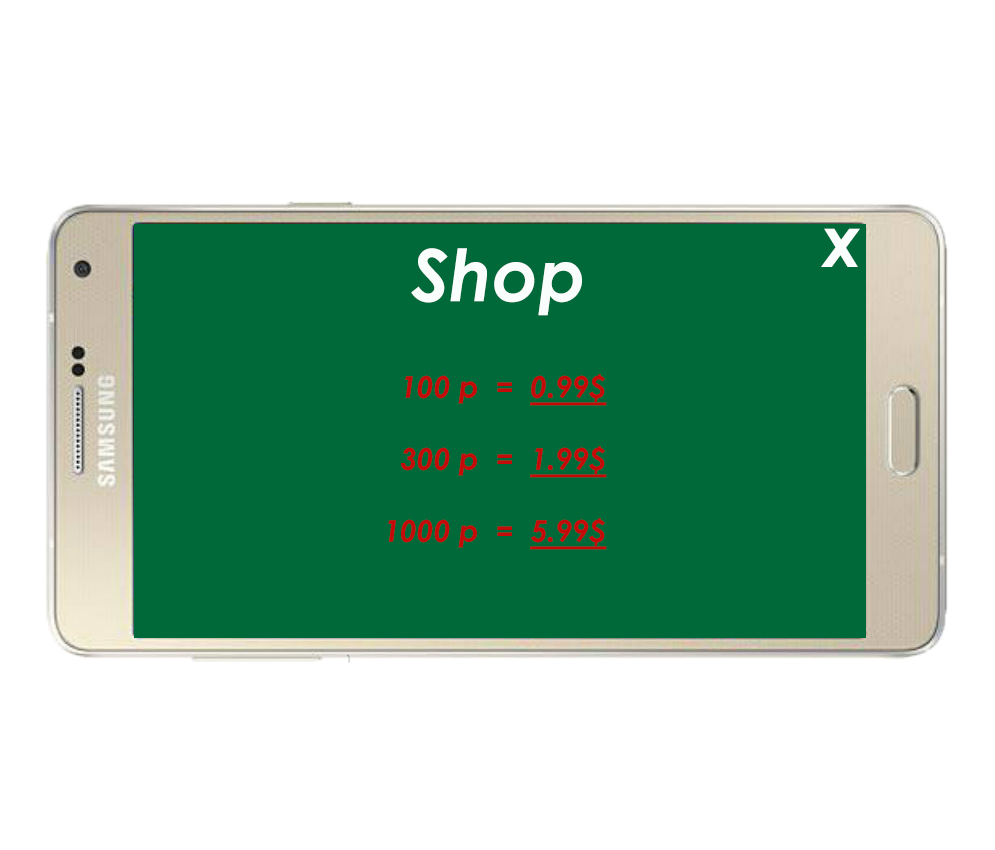 X
Shop
100 p = 0.99$
300 p = 1.99$
1000 p = 5.99$
SAMSUNG